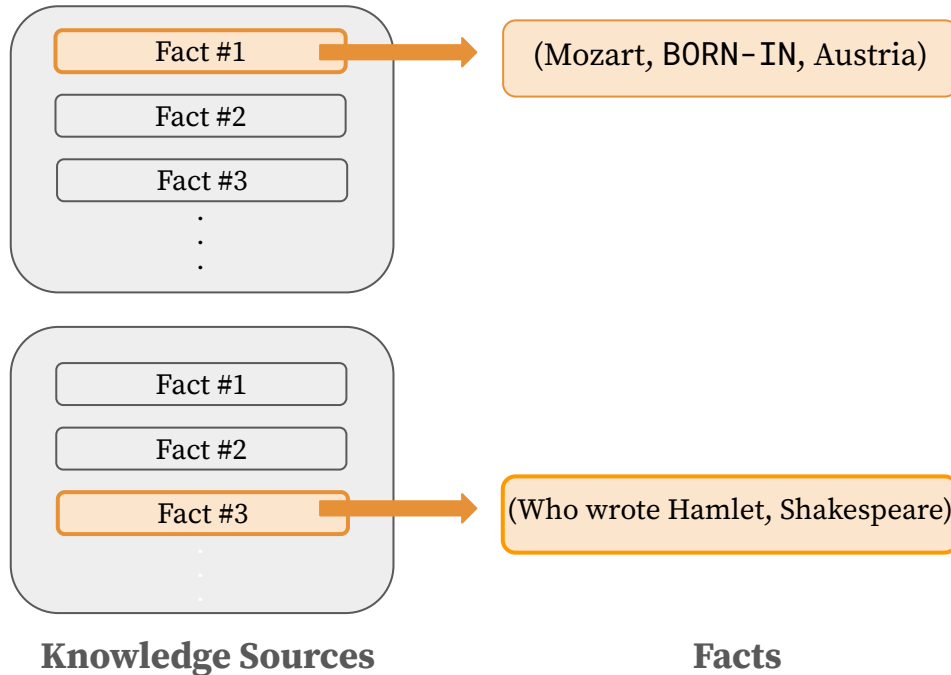 Fact #1
(Mozart, BORN-IN, Austria)
Fact #2
Fact #3
.
.
.
Fact #1
Fact #2
Fact #3
(Who wrote Hamlet, Shakespeare)
.
.
.
Knowledge Sources
Facts